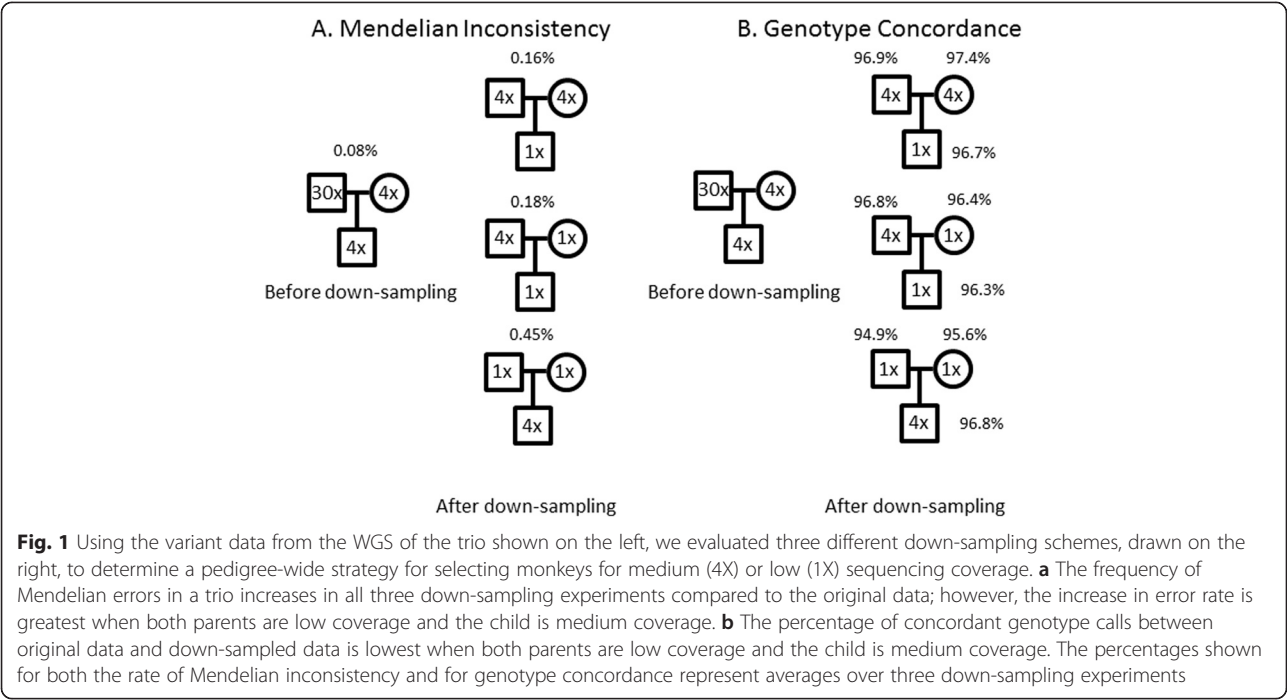 A. Mendelian Inconsistency
0.08%
30x 4x
4x
Before down-sampling
0.16%
4x 4x
1x
0.18%
4x 1x
1x
0.45%
1x 1x
4x
After down-sampling
B. Genotype Concordance
30x 4x
4x
Before down-sampling
96.9% 97.4%
4x 4x
1x 96.7%
96.8% 96.4%
4x 1x
1x 96.3%
94.9% 95.6%
1x 1x
4x 96.8%
After down-sampling
Fig. 1 Using the variant data from the WGS of the trio shown on the left, we evaluated three different down-sampling schemes, drawn on the
right, to determine a pedigree-wide strategy for selecting monkeys for medium (4X) or low (1X) sequencing coverage. a The frequency of
Mendelian errors in a trio increases in all three down-sampling experiments compared to the original data; however, the increase in error rate is
greatest when both parents are low coverage and the child is medium coverage. b The percentage of concordant genotype calls between
original data and down-sampled data is lowest when both parents are low coverage and the child is medium coverage. The percentages shown
for both the rate of Mendelian inconsistency and for genotype concordance represent averages over three down-sampling experiments